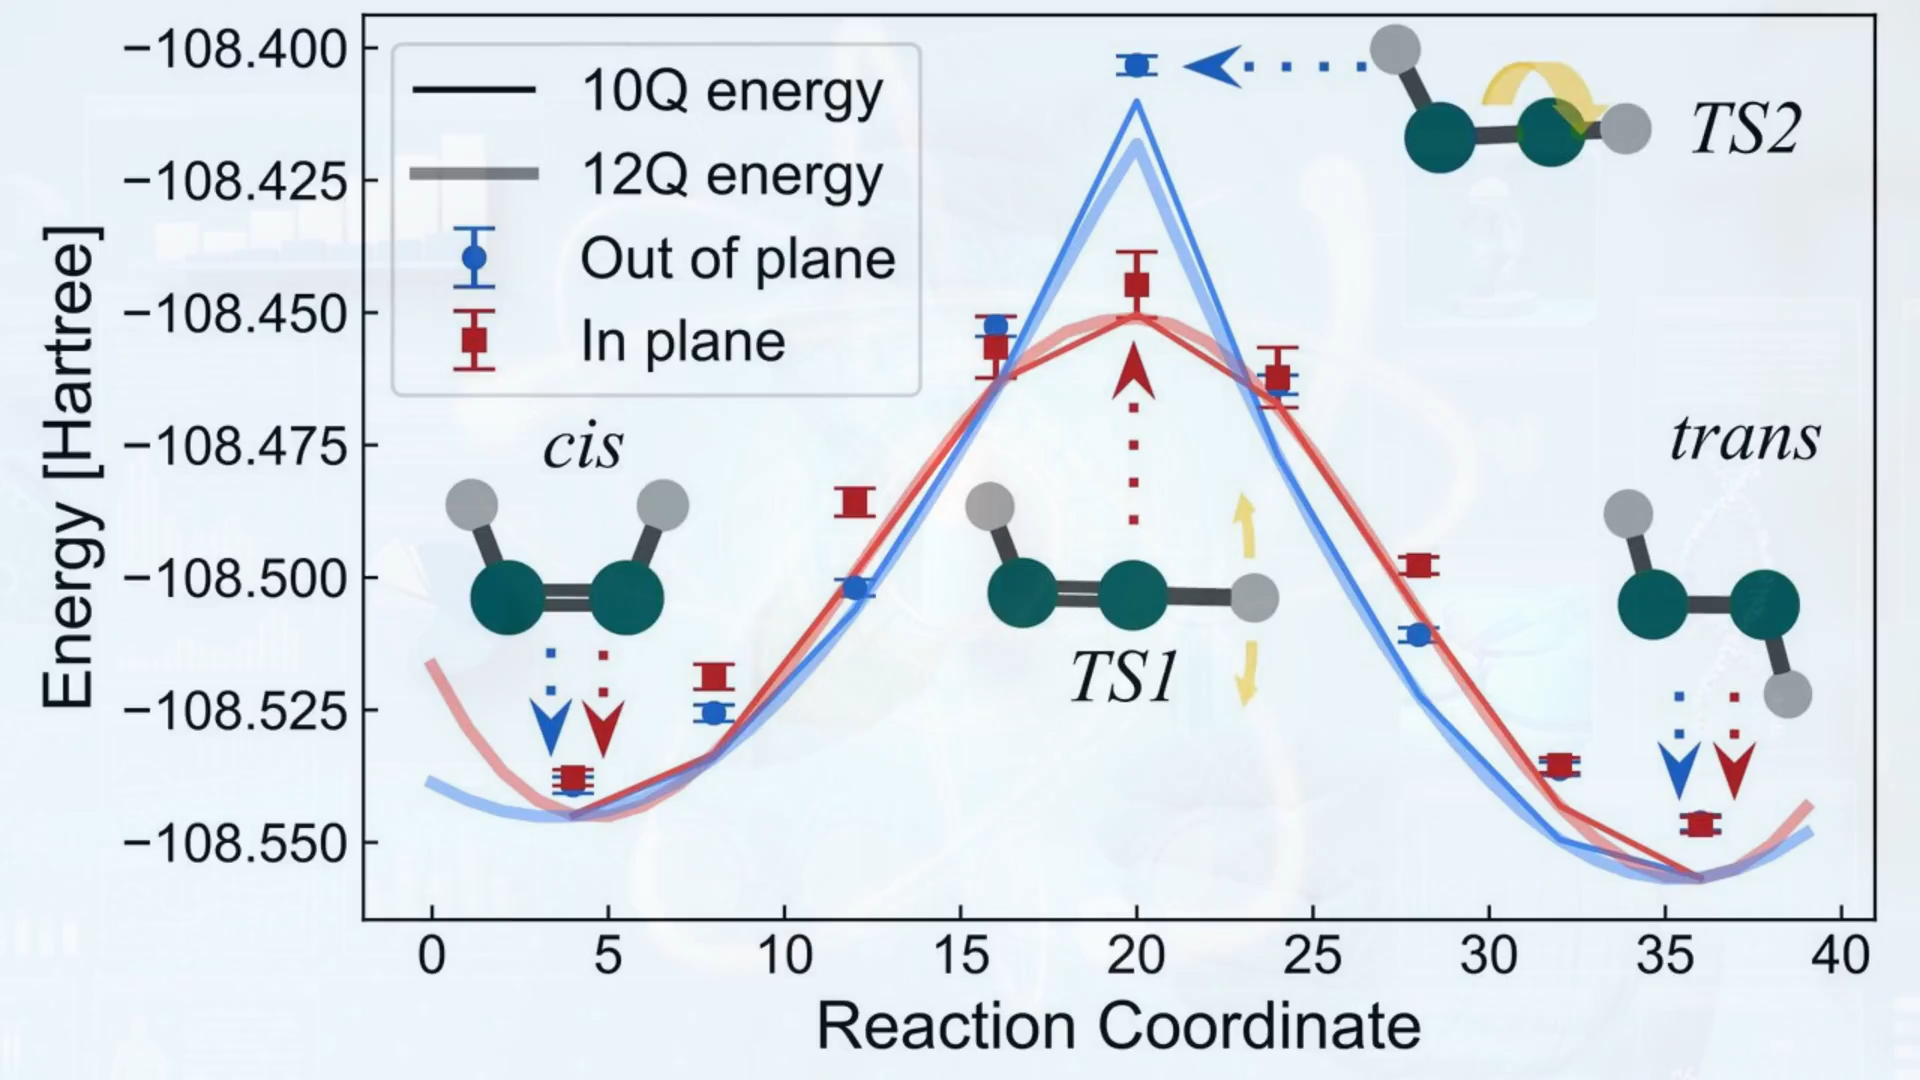 Energy [Hartree]
−108.400
−108.425
−108.450
−108.475
−108.500
−108.525
−108.550
10Q energy
12Q energy
Out of plane
In plane
TS2
cis
trans
TS1
0 5 10 15 20 25 30 35 40
Reaction Coordinate